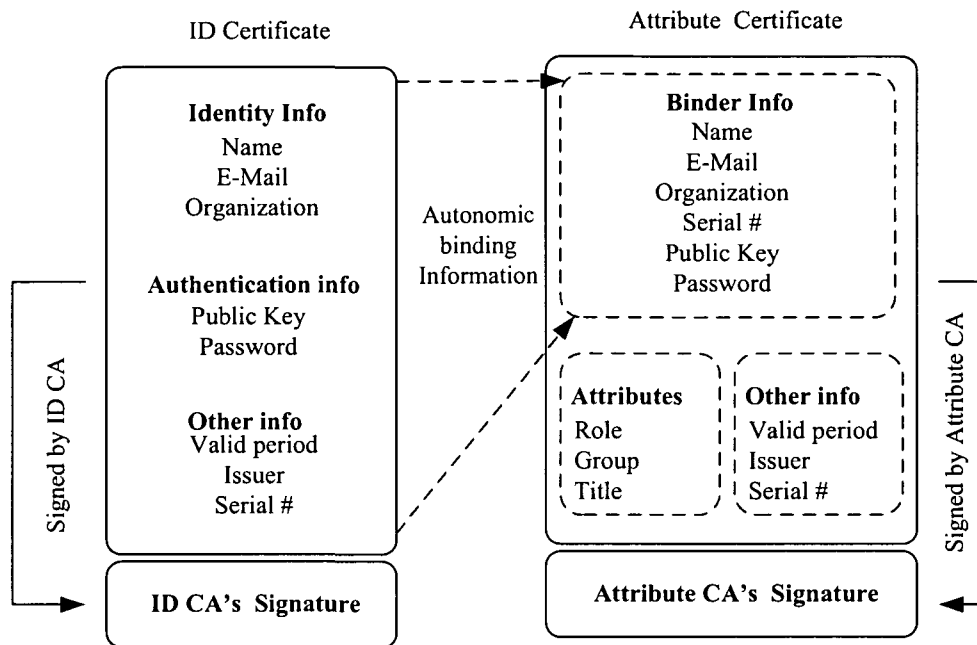 ID Certificate
Identity Info
Name
E-Mail
Organization
Authentication info
Public Key
Password
Other info
Valid period
Issuer
Serial #
ID CA's Signature
Signed by ID CA
Autonomic
binding
Information
Attribute Certificate
Binder Info
Name
E-Mail
Organization
Serial #
Public Key
Password
Attributes
Role
Group
Title
Other info
Valid period
Issuer
Serial #
Attribute CA's Signature
Signed by Attribute CA